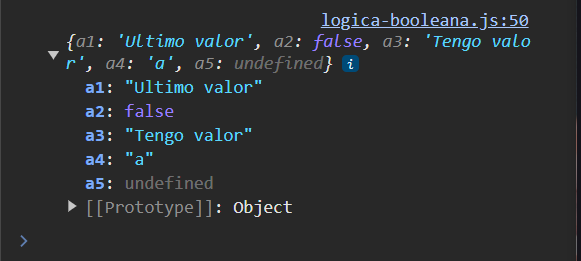 logica-booleana.js:50
{a1: 'Ultimo valor', a2: false, a3: 'Tengo valo
r', a4: 'a', a5: undefined} i
a1: "Ultimo valor"
a2: false
a3: "Tengo valor"
a4: "a"
a5: undefined
[[Prototype]]: Object